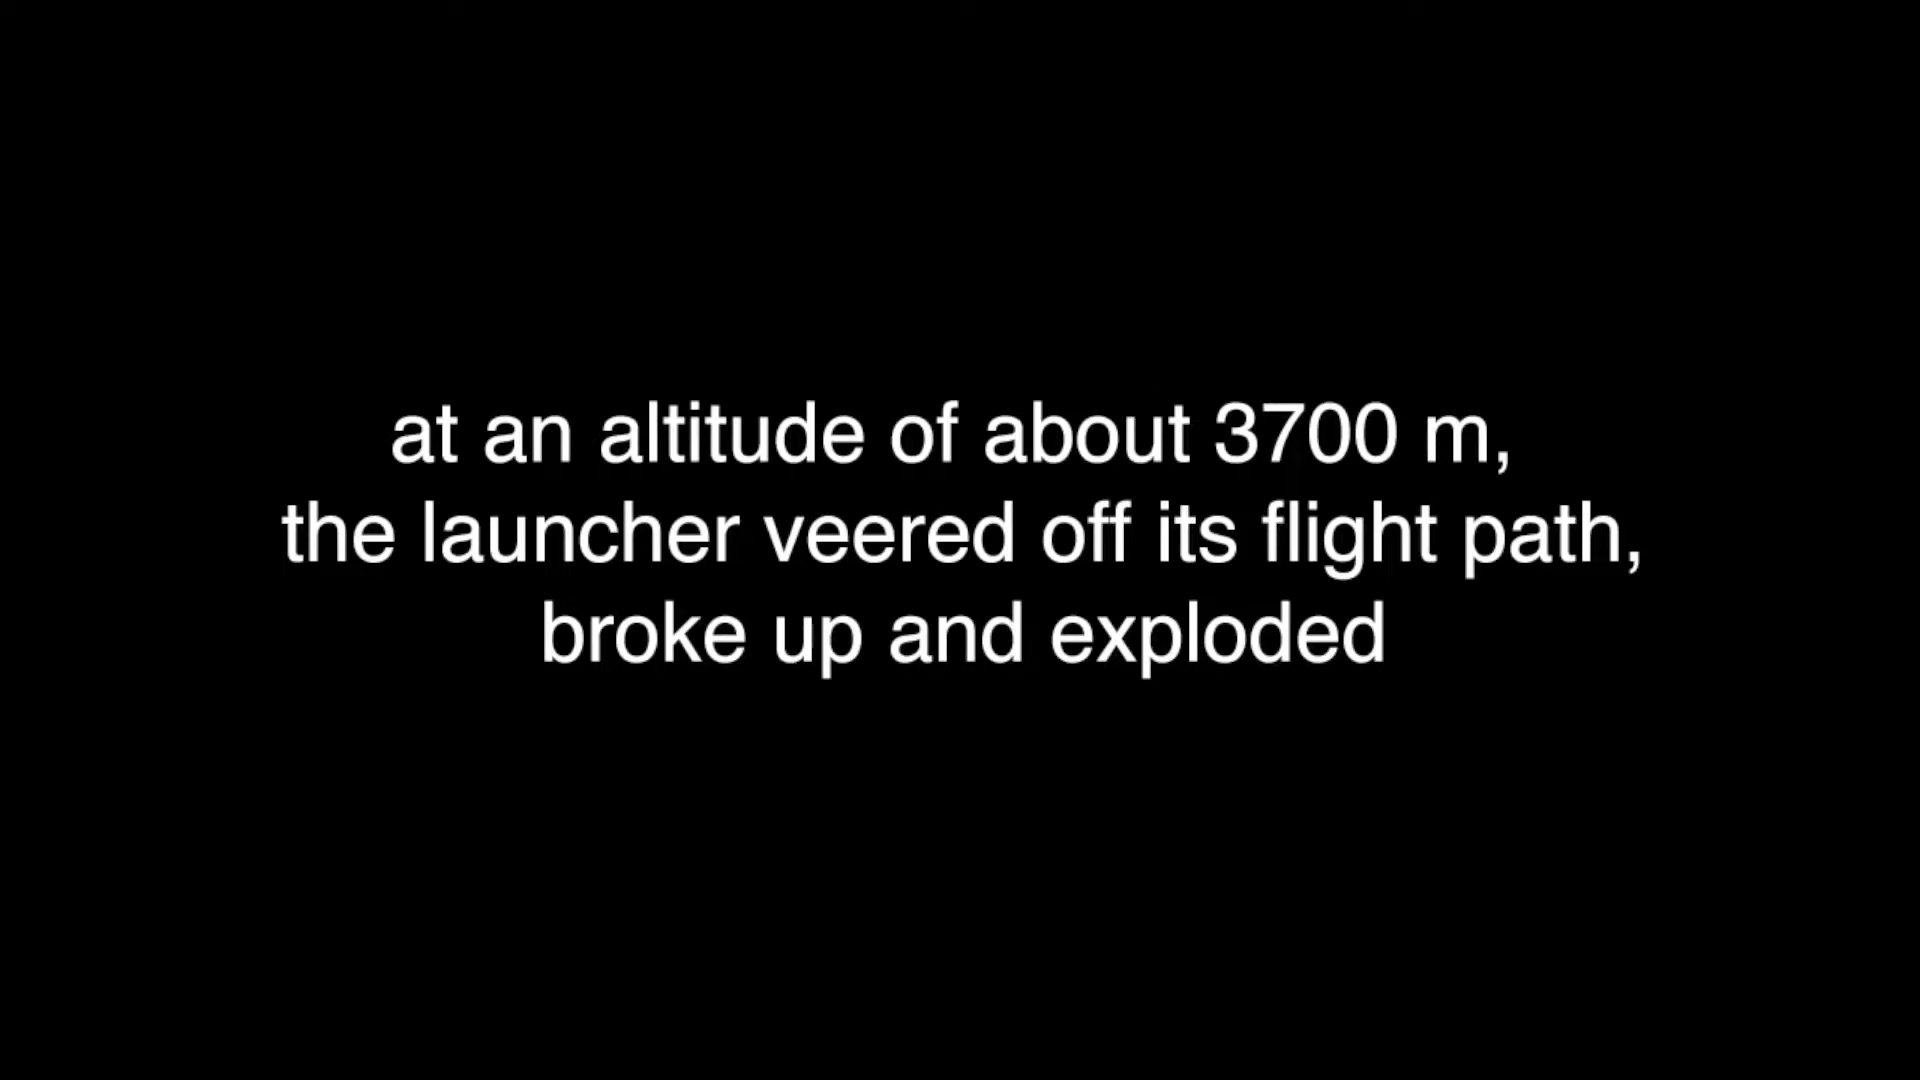 at an altitude of about 3700 m,
the launcher veered off its flight path,
broke up and exploded